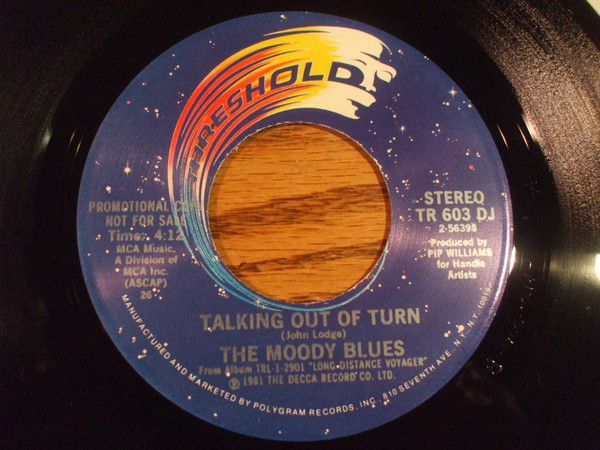 THRESHOLD
PROMOTIONAL
NOT FOR SALE
Time: 4:12
MCA Music,
A Division of
MCA Inc.
(ASCAP)
26
STEREO
TR 603 DJ
2-56398
Produced by
PIP WILLIAMS
for Handle
Artists
TALKING OUT OF TURN
(John Lodge)
THE MOODY BLUES
From Album TRL-1-2901 "LONG DISTANCE VOYAGER"
℗ 1981 THE DECCA RECORD CO. LTD.
MANUFACTURED AND MARKETED BY POLYGRAM RECORDS, INC. 810 SEVENTH AVE. N.Y., N.Y. 10019